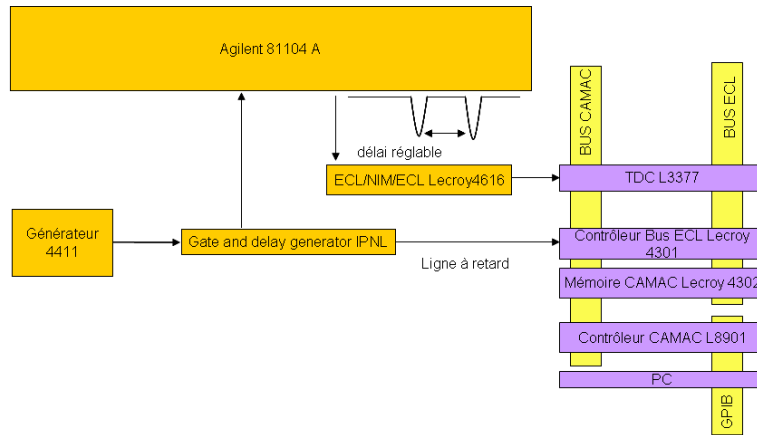 Agilent 81104 A
BUS CAMAC
BUS ECL
délai réglable
ECL/NIM/ECL Lecroy4616
TDC L3377
Générateur
4411
Gate and delay generator IPNL
Ligne à retard
Contrôleur Bus ECL Lecroy
4301
Mémoire CAMAC Lecroy 4302
Contrôleur CAMAC L8901
PC
GPIB